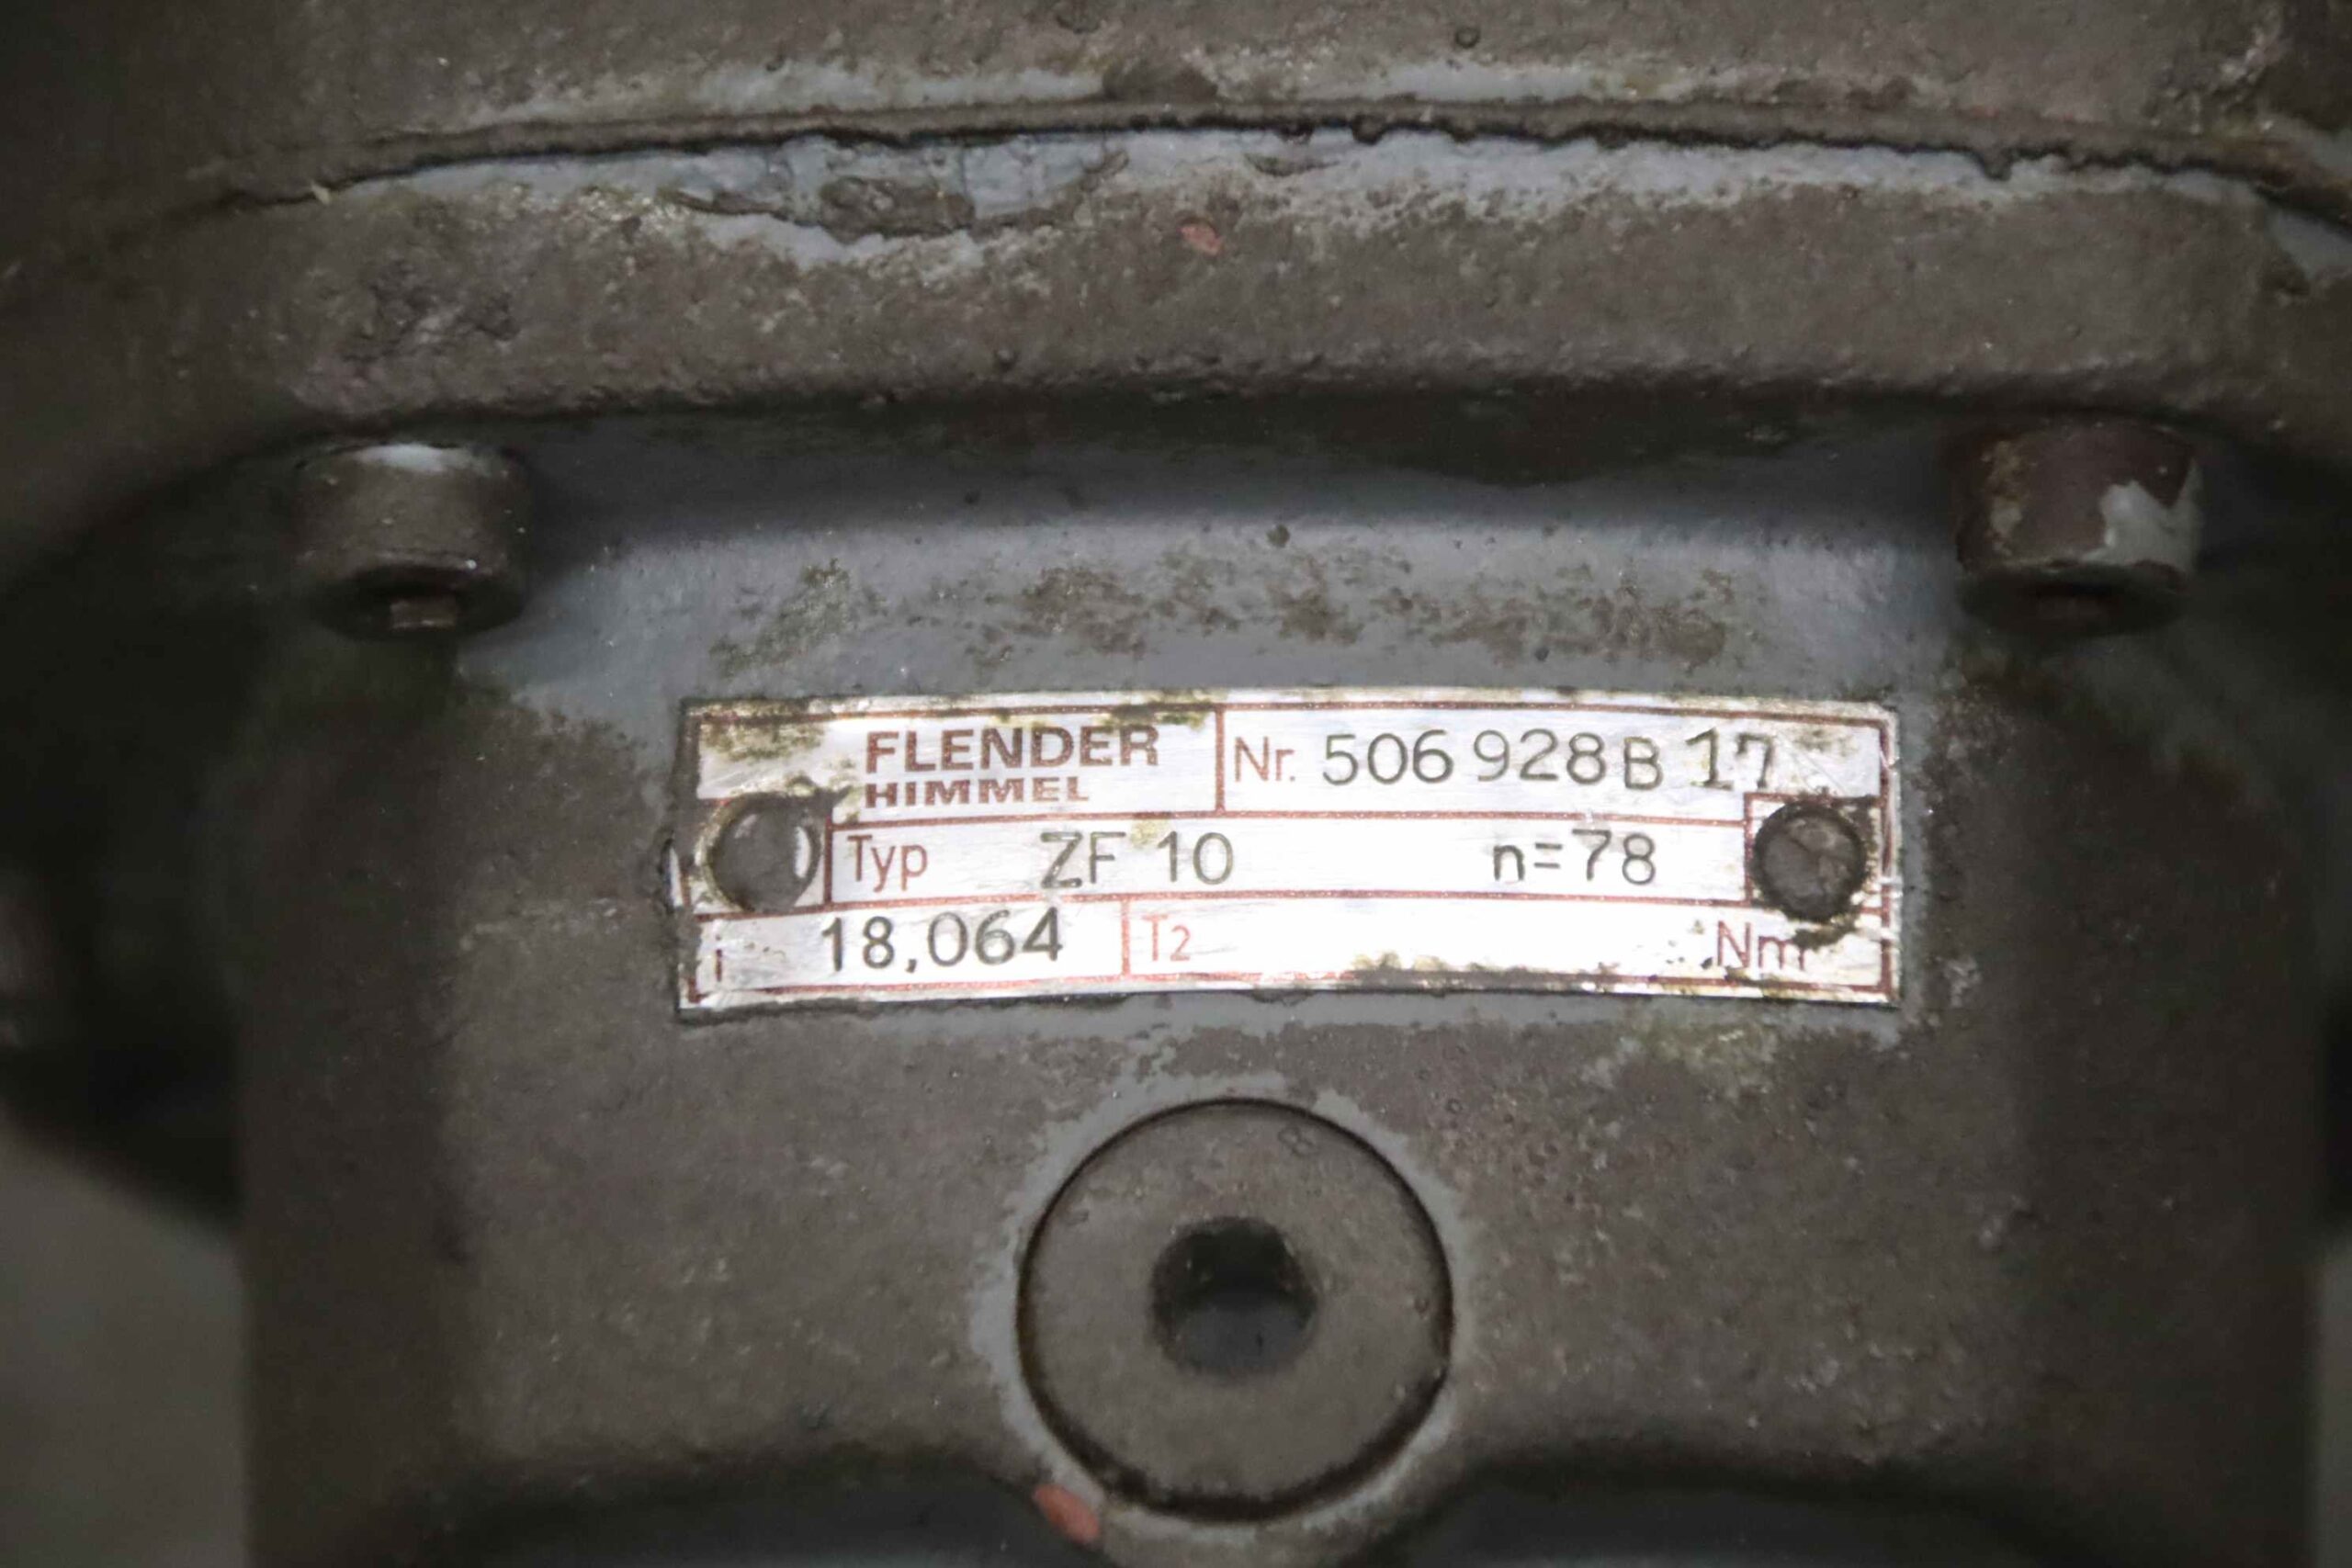 FLENDER
HIMMEL
Nr. 506 928 B 17
Typ ZF 10 n=78
i 18,064 T2 Nm